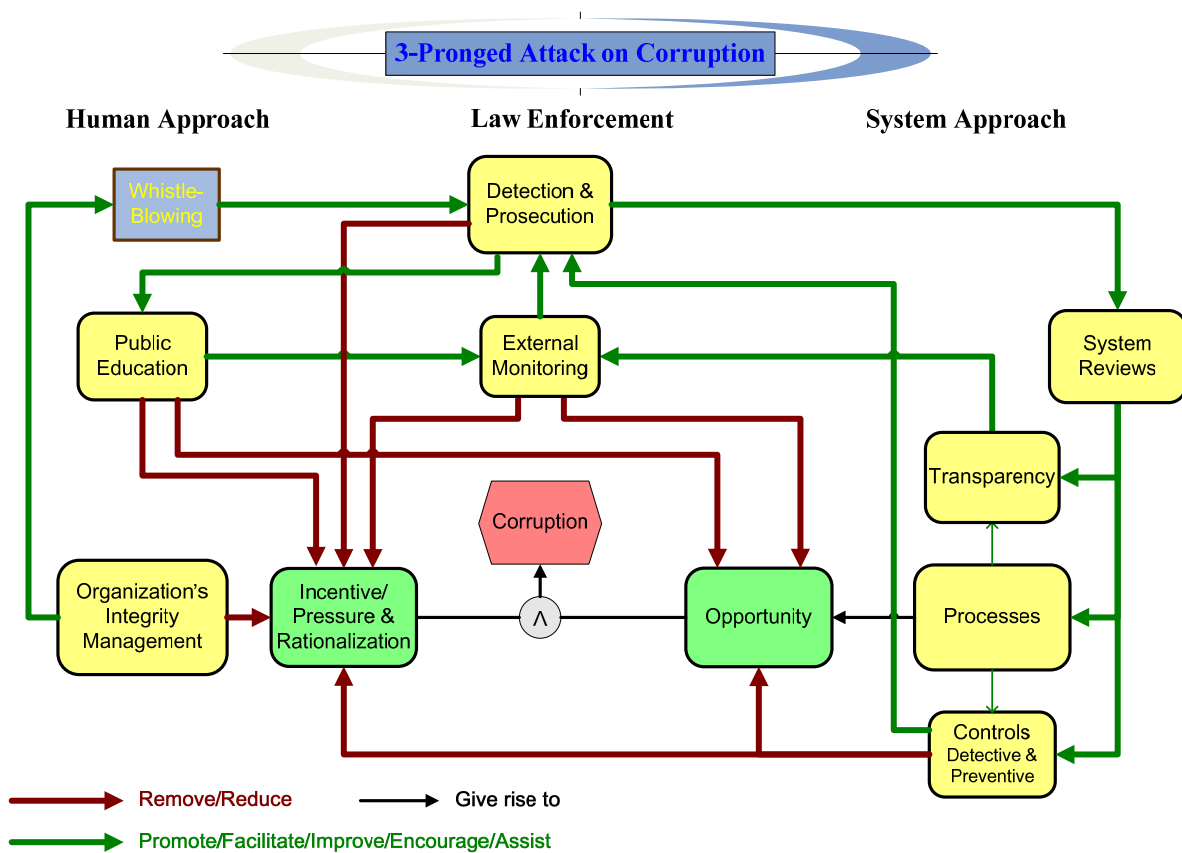 3-Pronged Attack on Corruption
Human Approach
Law Enforcement
System Approach
Whistle-
Blowing
Detection &
Prosecution
Public
Education
External
Monitoring
System
Reviews
Transparency
Corruption
Organization's
Integrity
Management
Incentive/
Pressure &
Rationalization
Λ
Opportunity
Processes
Controls
Detective &
Preventive
Remove/Reduce
Give rise to
Promote/Facilitate/Improve/Encourage/Assist